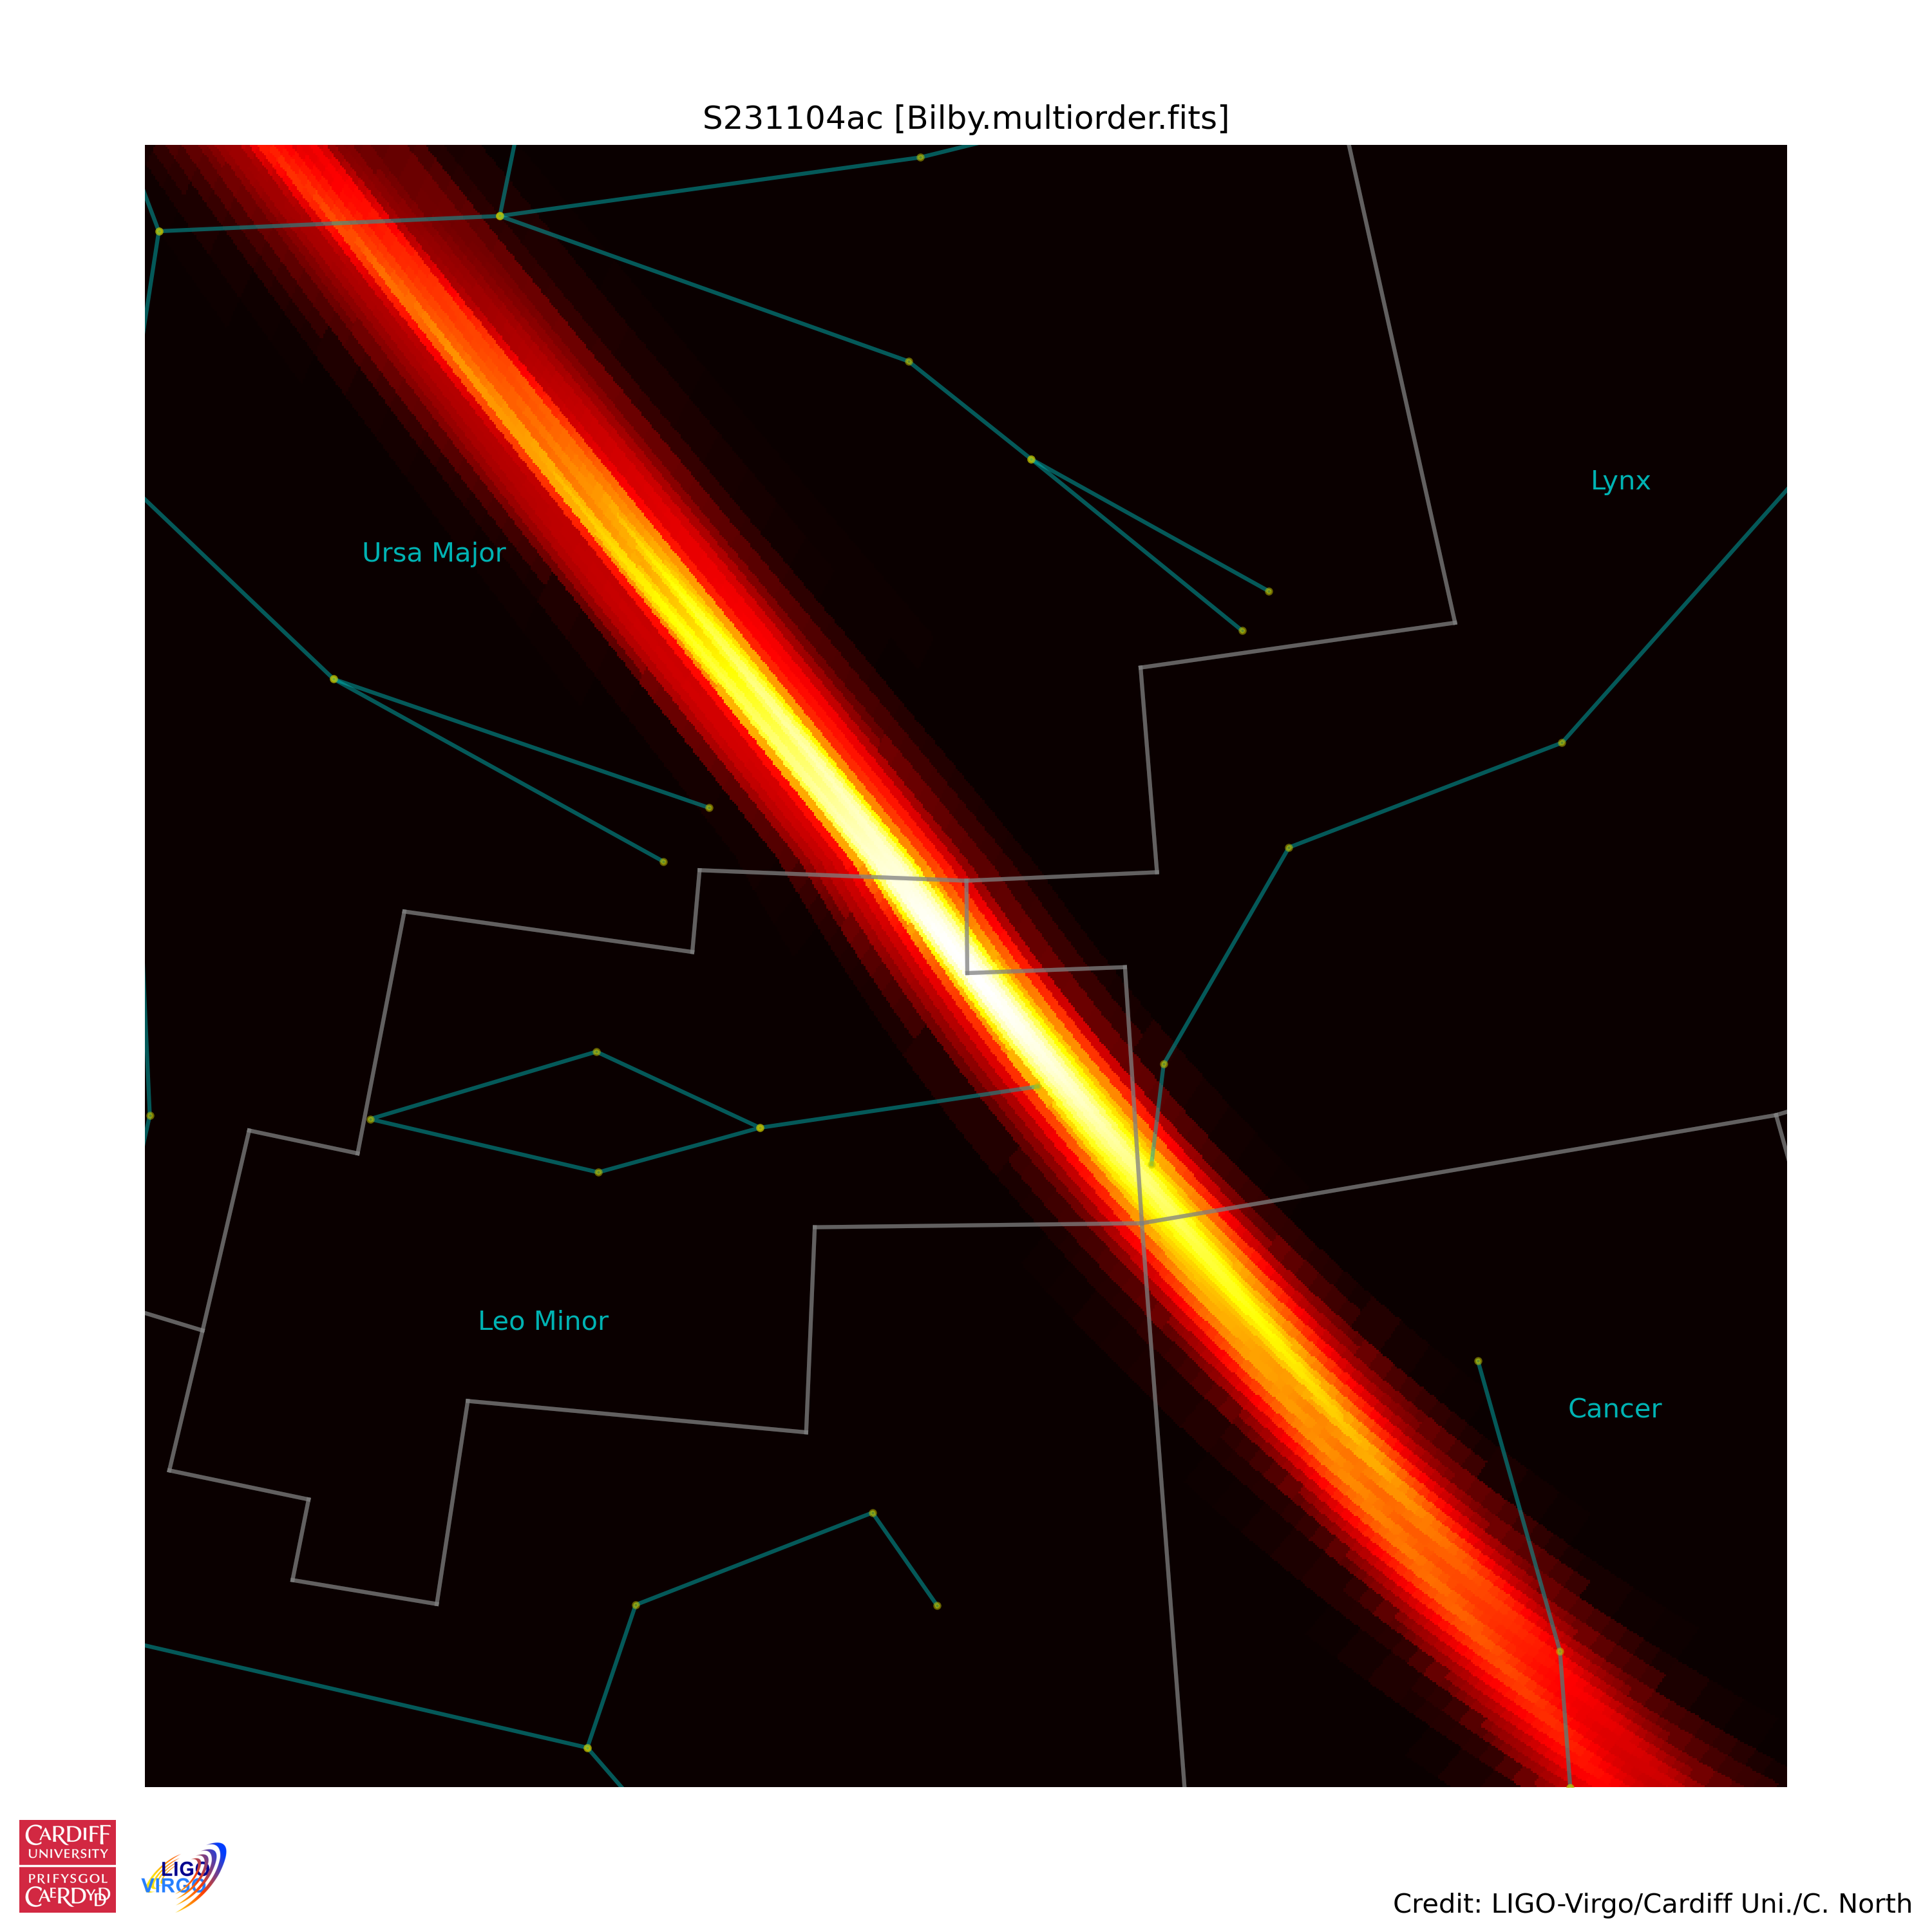 S231104ac [Bilby.multiorder.fits]
Lynx
Ursa Major
Leo Minor
Cancer
CARDIFF
UNIVERSITY
PRIFYSGOL
CAERDYDD
LIGO
VIRGO
Credit: LIGO-Virgo/Cardiff Uni./C. North